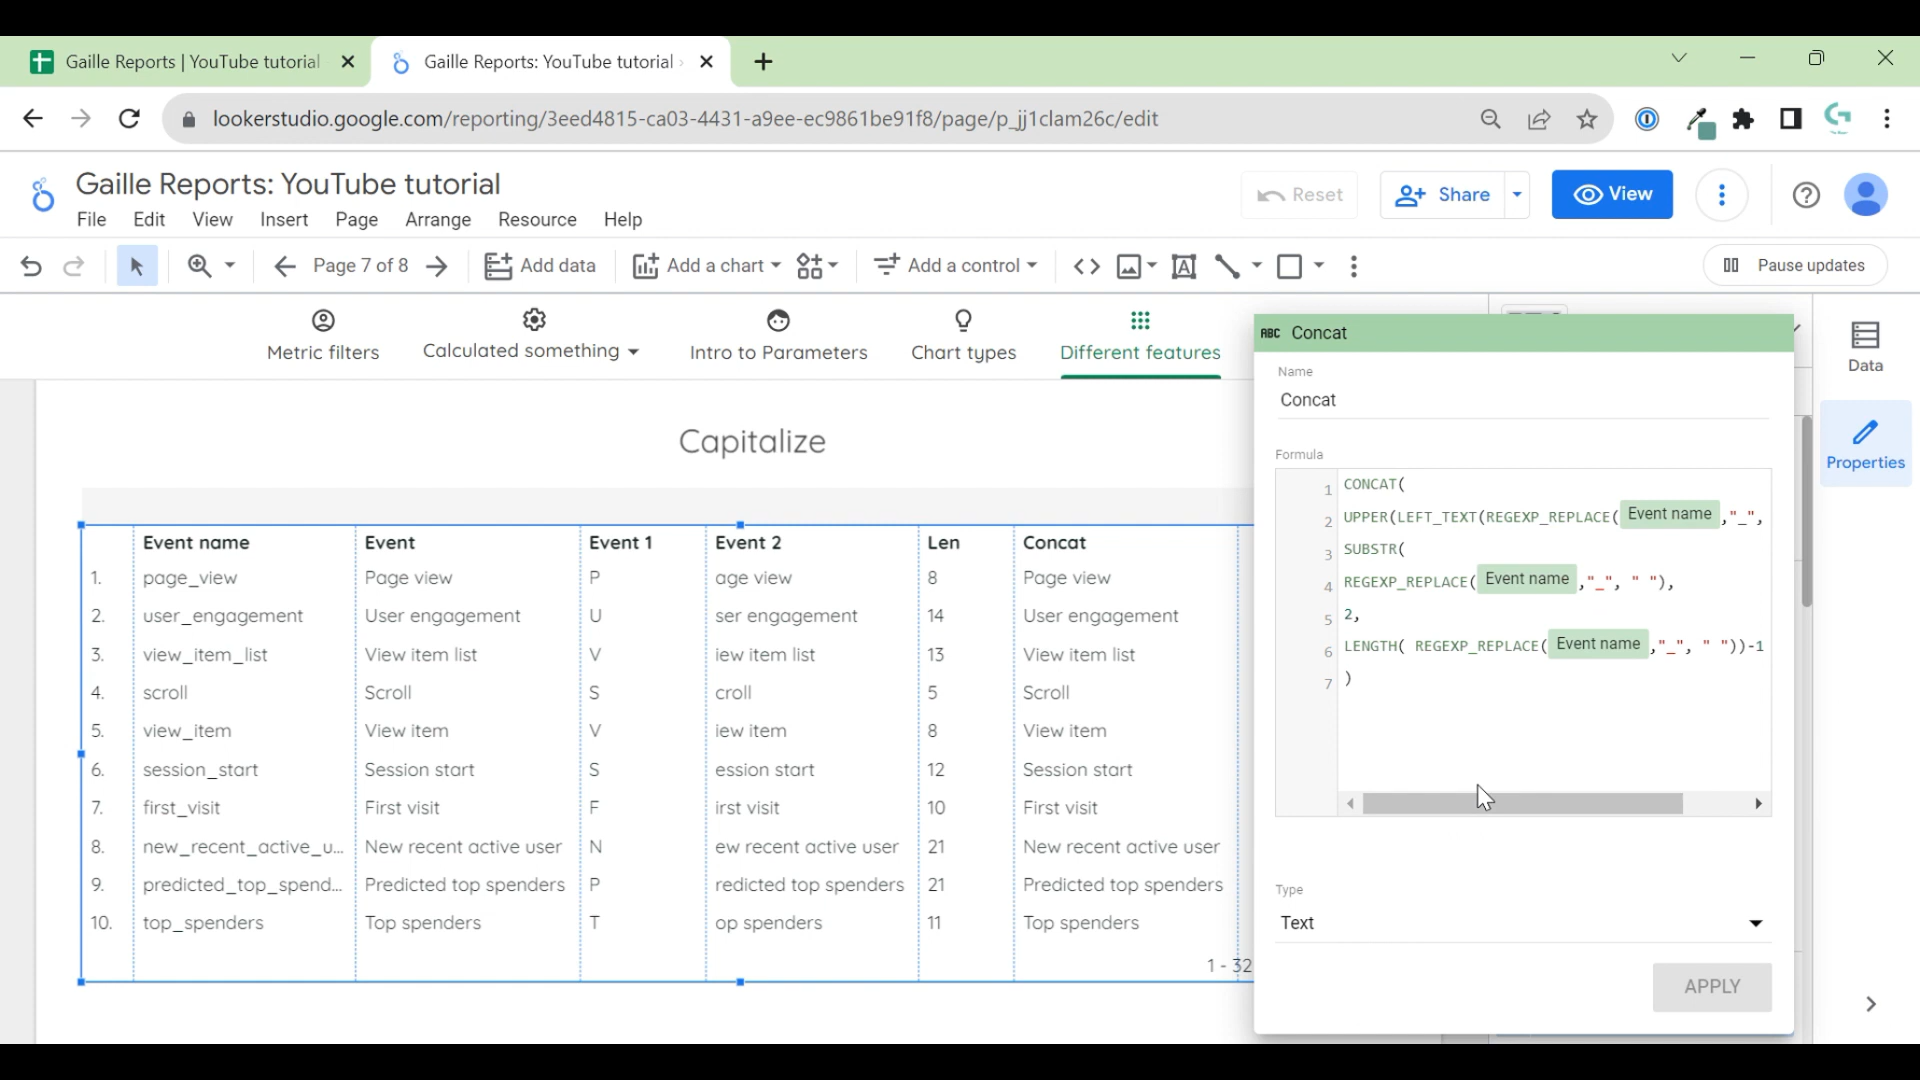 Gaille Reports | YouTube tutorial
Gaille Reports: YouTube tutorial
lookerstudio.google.com/reporting/3eed4815-ca03-4431-a9ee-ec9861be91f8/page/p_jj1clam26c/edit
Gaille Reports: YouTube tutorial
File Edit View Insert Page Arrange Resource Help
Reset
Share
View
Page 7 of 8
Add data
Add a chart
Add a control
Pause updates
Metric filters
Calculated something
Intro to Parameters
Chart types
Different features
Capitalize
Event name Event Event 1 Event 2 Len Concat
1. page_view Page view P age view 8 Page view
2. user_engagement User engagement U ser engagement 14 User engagement
3. view_item_list View item list V iew item list 13 View item list
4. scroll Scroll S croll 5 Scroll
5. view_item View item V iew item 8 View item
6. session_start Session start S ession start 12 Session start
7. first_visit First visit F irst visit 10 First visit
8. new_recent_active_u... New recent active user N ew recent active user 21 New recent active user
9. predicted_top_spend... Predicted top spenders P redicted top spenders 21 Predicted top spenders
10. top_spenders Top spenders T op spenders 11 Top spenders
1 - 32
ABC Concat
Name
Concat
Formula
1 CONCAT(
2 UPPER(LEFT_TEXT(REGEXP_REPLACE( Event name ,"_",
3 SUBSTR(
4 REGEXP_REPLACE( Event name ,"_", " "),
5 2,
6 LENGTH( REGEXP_REPLACE( Event name ,"_", " "))-1
7 )
Type
Text
APPLY
Data
Properties